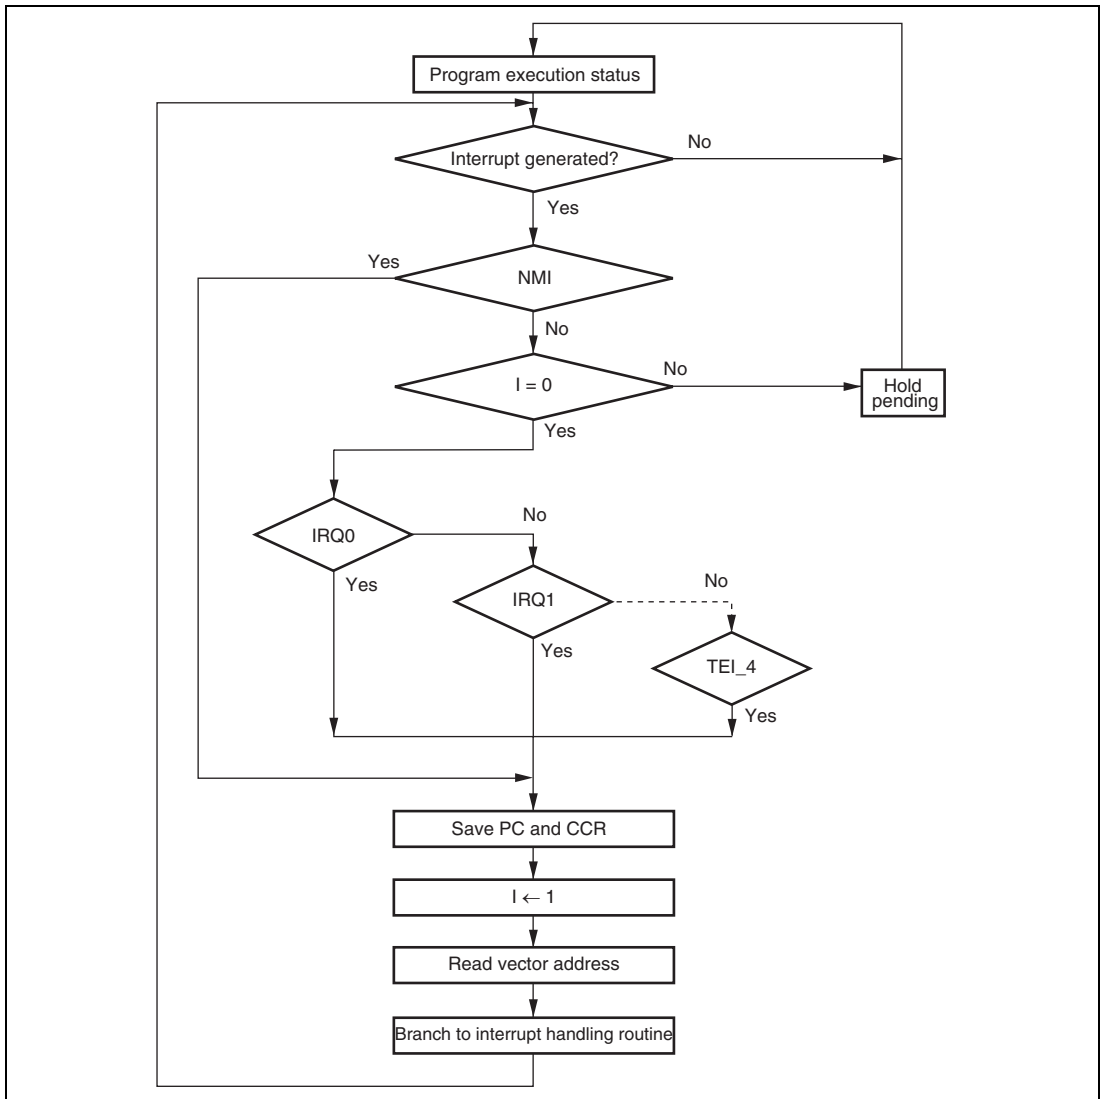 Program execution status
Interrupt generated?
No
Yes
Yes
NMI
No
I = 0
No
Hold
pending
Yes
IRQ0
No
Yes
IRQ1
No
Yes
TEI_4
Yes
Save PC and CCR
I ← 1
Read vector address
Branch to interrupt handling routine